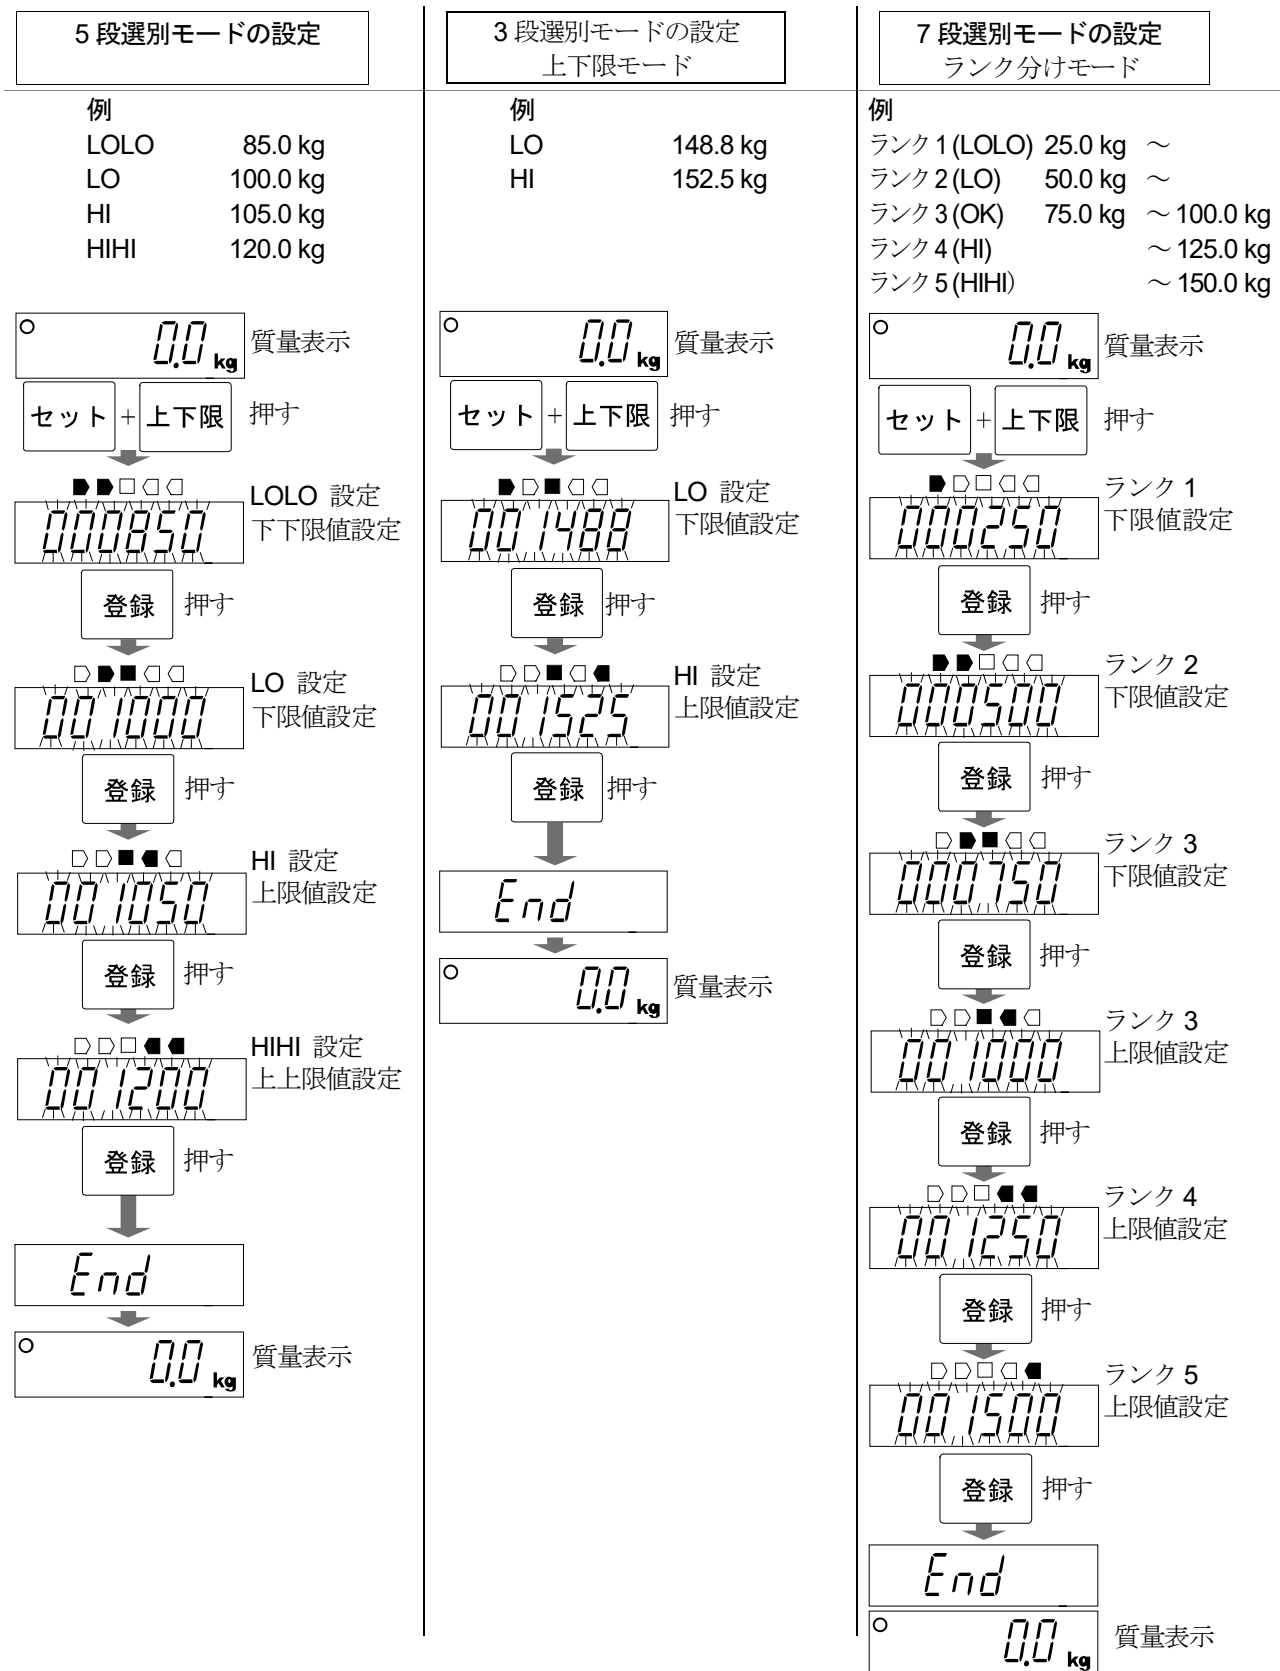 5 段選別モードの設定
例
LOLO 85.0 kg
LO 100.0 kg
HI 105.0 kg
HIHI 120.0 kg
0.0 kg 質量表示
セット + 上下限 押す
LOLO 設定
000850 下下限値設定
登録 押す
LO 設定
001000 下限値設定
登録 押す
HI 設定
001050 上限値設定
登録 押す
HIHI 設定
001200 上上限値設定
登録 押す
End
0.0 kg 質量表示
3 段選別モードの設定
上下限モード
例
LO 148.8 kg
HI 152.5 kg
0.0 kg 質量表示
セット + 上下限 押す
LO 設定
001488 下限値設定
登録 押す
HI 設定
001525 上限値設定
登録 押す
End
0.0 kg 質量表示
7 段選別モードの設定
ランク分けモード
例
ランク 1 (LOLO) 25.0 kg ～
ランク 2 (LO) 50.0 kg ～
ランク 3 (OK) 75.0 kg ～ 100.0 kg
ランク 4 (HI) ～ 125.0 kg
ランク 5 (HIHI） ～ 150.0 kg
0.0 kg 質量表示
セット + 上下限 押す
ランク 1
000250 下限値設定
登録 押す
ランク 2
000500 下限値設定
登録 押す
ランク 3
000750 下限値設定
登録 押す
ランク 3
001000 上限値設定
登録 押す
ランク 4
001250 上限値設定
登録 押す
ランク 5
001500 上限値設定
登録 押す
End
0.0 kg 質量表示